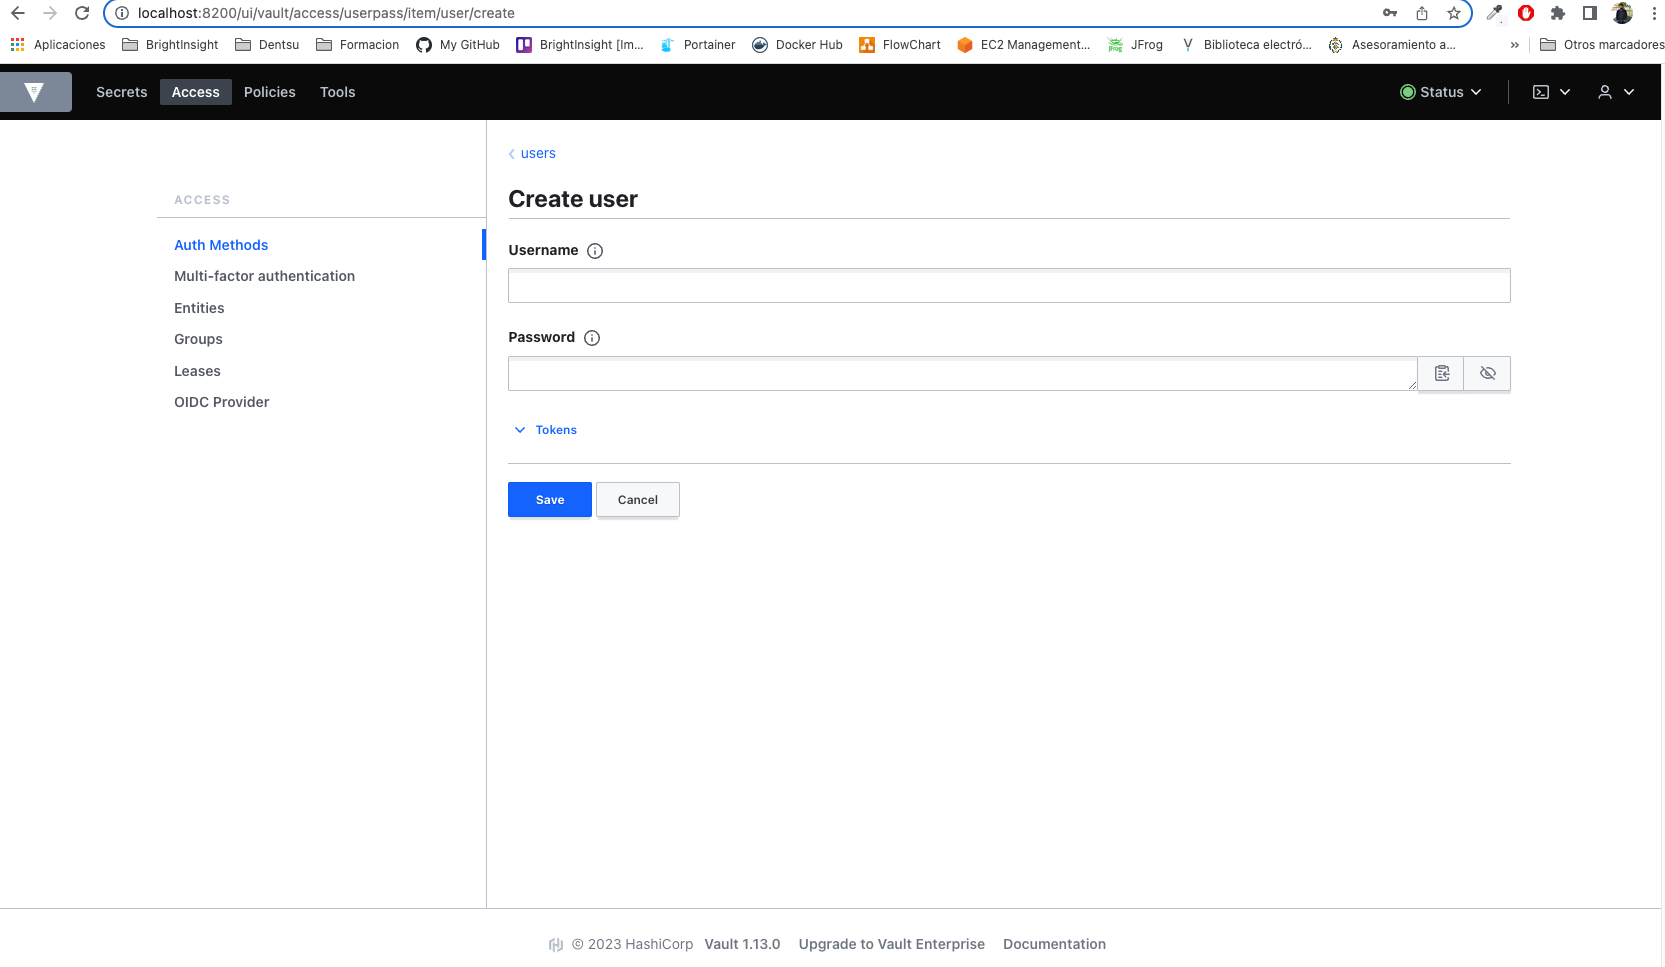 localhost:8200/ui/vault/access/userpass/item/user/create
Aplicaciones BrightInsight Dentsu Formacion My GitHub BrightInsight [Im... Portainer Docker Hub FlowChart EC2 Management... JFrog Biblioteca electró... Asesoramiento a... » Otros marcadores
Secrets Access Policies Tools Status
users
ACCESS
Create user
Auth Methods
Username
Multi-factor authentication
Entities
Groups
Password
Leases
OIDC Provider
Tokens
Save Cancel
© 2023 HashiCorp Vault 1.13.0 Upgrade to Vault Enterprise Documentation